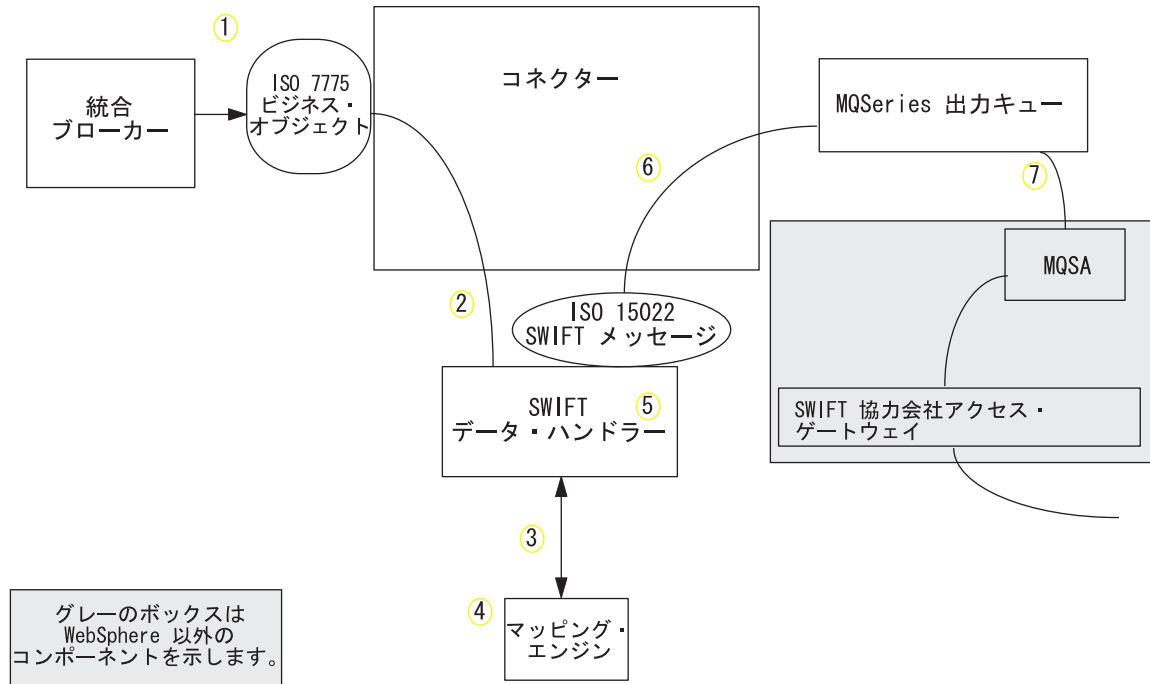 ①
統合
ブローカー
ISO 7775
ビジネス・
オブジェクト
コネクター
MQSeries 出力キュー
⑥
⑦
MQSA
②
ISO 15022
SWIFT メッセージ
SWIFT
データ・ハンドラー
⑤
SWIFT 協力会社アクセス・
ゲートウェイ
③
④
マッピング・
エンジン
グレーのボックスは
WebSphere 以外の
コンポーネントを示します。